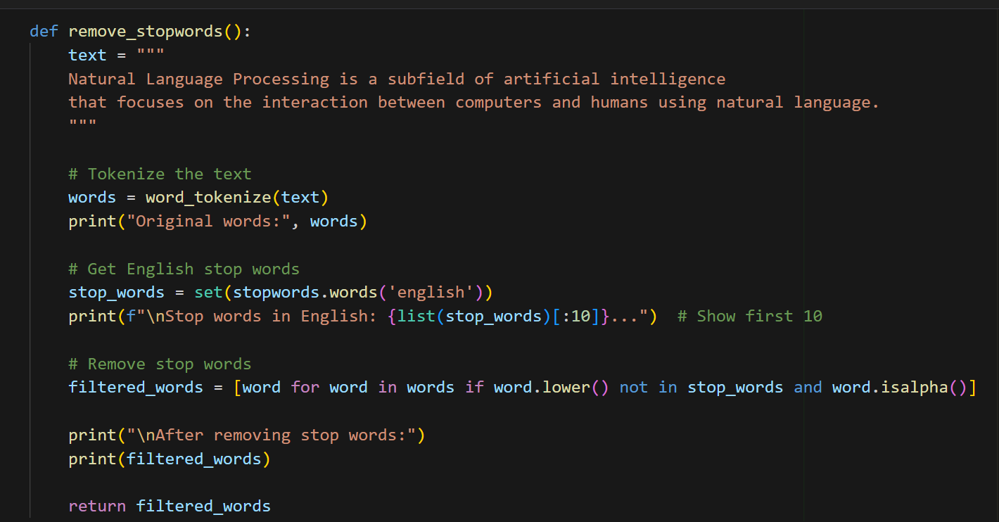 def remove_stopwords():
    text = """
    Natural Language Processing is a subfield of artificial intelligence
    that focuses on the interaction between computers and humans using natural language.
    """

    # Tokenize the text
    words = word_tokenize(text)
    print("Original words:", words)

    # Get English stop words
    stop_words = set(stopwords.words('english'))
    print(f"\nStop words in English: {list(stop_words)[:10]}...")  # Show first 10

    # Remove stop words
    filtered_words = [word for word in words if word.lower() not in stop_words and word.isalpha()]

    print("\nAfter removing stop words:")
    print(filtered_words)

    return filtered_words